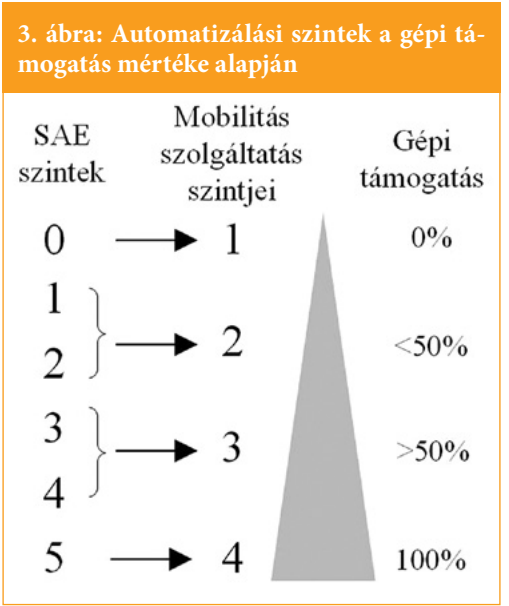 3. ábra: Automatizálási szintek a gépi tá-
mogatás mértéke alapján
SAE
szintek
Mobilitás
szolgáltatás
szintjei
Gépi
támogatás
0 1 0%
1
2
2 <50%
3
4
3 >50%
5 4 100%